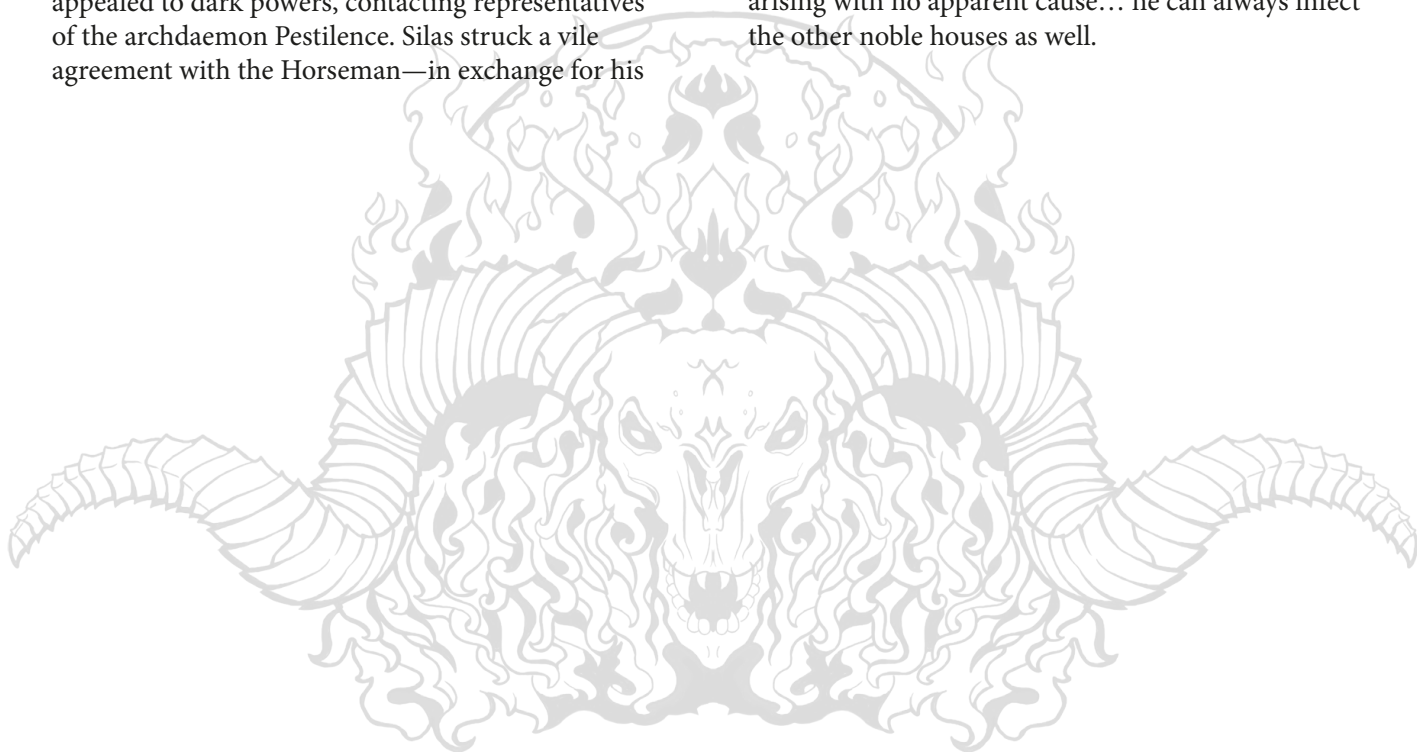 appealed to dark powers, contacting representatives
of the archdaemon Pestilence. Silas struck a vile
agreement with the Horseman—in exchange for his
arising with no apparent cause… he can always infect
the other noble houses as well.